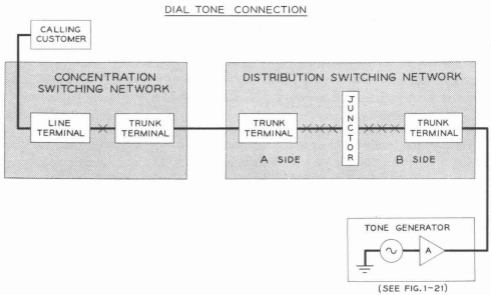 DIAL TONE CONNECTION
CALLING
CUSTOMER
CONCENTRATION
SWITCHING NETWORK
DISTRIBUTION SWITCHING NETWORK
LINE
TERMINAL
TRUNK
TERMINAL
TRUNK
TERMINAL
JUNCTOR
TRUNK
TERMINAL
A SIDE
B SIDE
TONE GENERATOR
A
(SEE FIG.1-21)